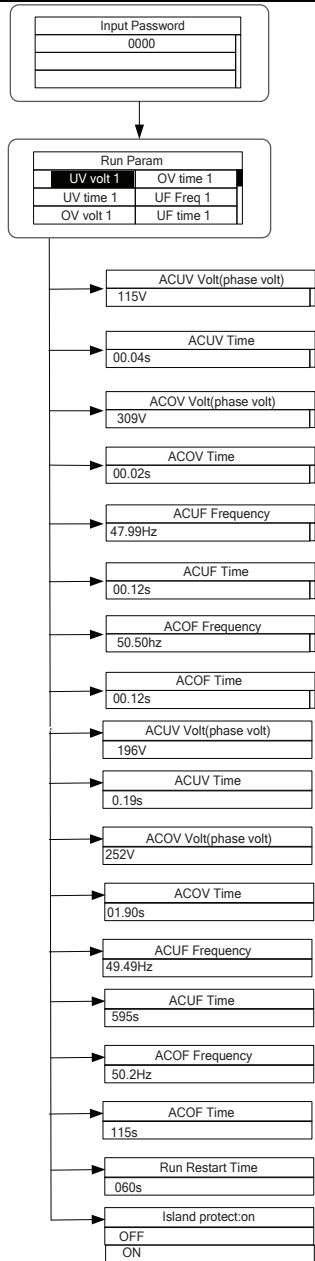 Input Password
0000
Run Param
UV volt 1 OV time 1
UV time 1 UF Freq 1
OV volt 1 UF time 1
ACUV Volt(phase volt)
115V
ACUV Time
00.04s
ACOV Volt(phase volt)
309V
ACOV Time
00.02s
ACUF Frequency
47.99Hz
ACUF Time
00.12s
ACOF Frequency
50.50hz
ACOF Time
00.12s
ACUV Volt(phase volt)
196V
ACUV Time
0.19s
ACOV Volt(phase volt)
252V
ACOV Time
01.90s
ACUF Frequency
49.49Hz
ACUF Time
595s
ACOF Frequency
50.2Hz
ACOF Time
115s
Run Restart Time
060s
Island protect:on
OFF
ON